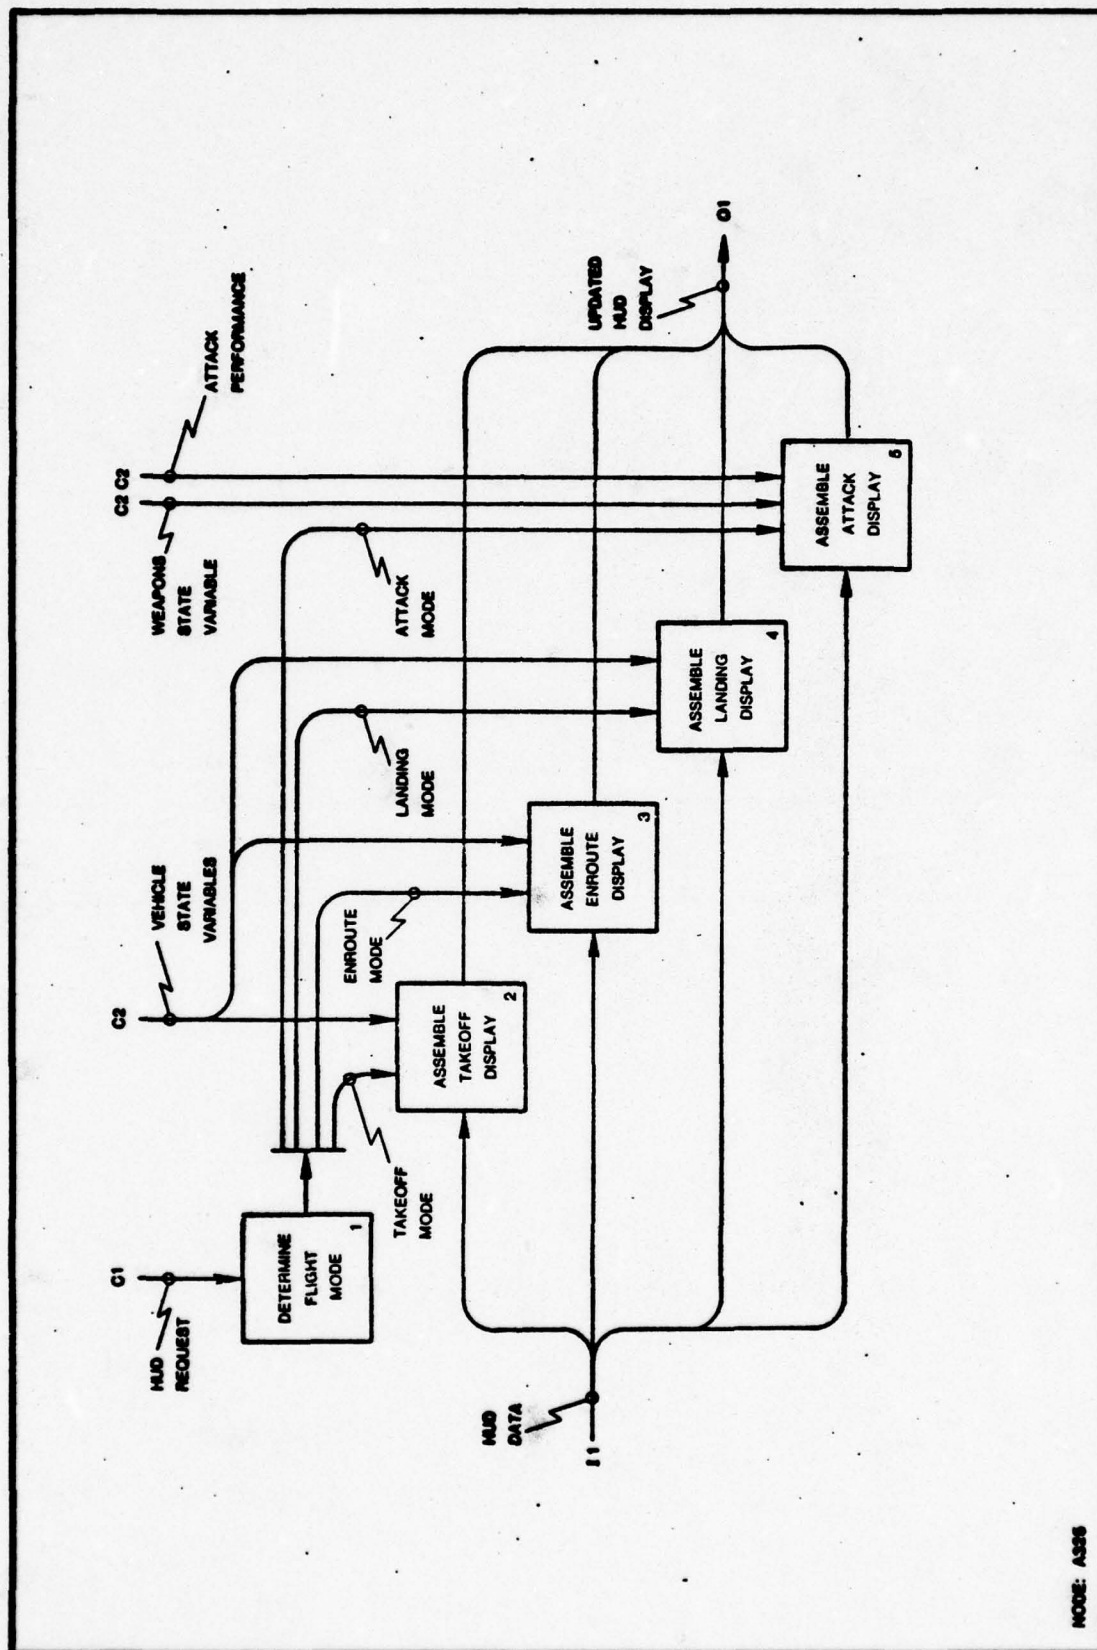 C1
HUD
REQUEST
C2
VEHICLE
STATE
VARIABLES
C2 C2
WEAPONS
STATE
VARIABLE
ATTACK
PERFORMANCE
DETERMINE
FLIGHT
MODE
1
TAKEOFF
MODE
ENROUTE
MODE
LANDING
MODE
ATTACK
MODE
ASSEMBLE
TAKEOFF
DISPLAY
2
ASSEMBLE
ENROUTE
DISPLAY
3
ASSEMBLE
LANDING
DISPLAY
4
ASSEMBLE
ATTACK
DISPLAY
5
HUD
DATA
I1
UPDATED
HUD
DISPLAY
O1
NODE: